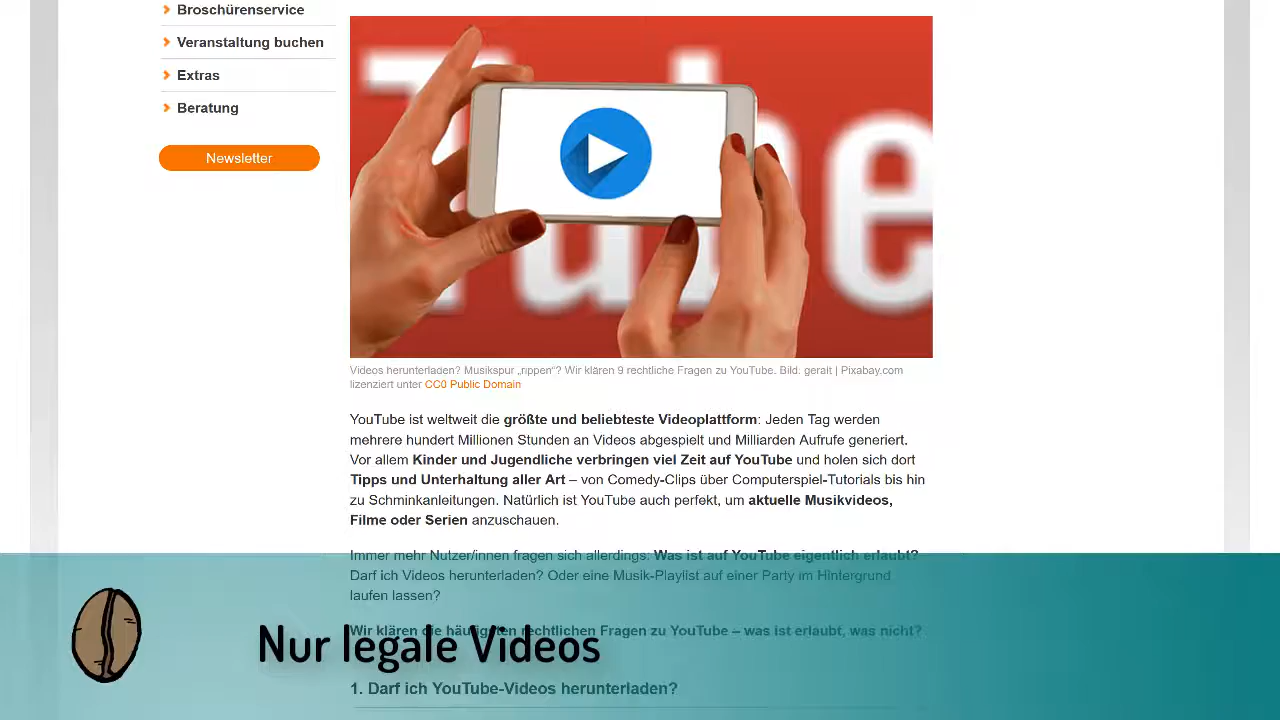 Broschürenservice
Veranstaltung buchen
Extras
Beratung
Newsletter
Tube
Videos herunterladen? Musikspur „rippen“? Wir klären 9 rechtliche Fragen zu YouTube. Bild: geralt | Pixabay.com
lizenziert unter CC0 Public Domain
YouTube ist weltweit die größte und beliebteste Videoplattform: Jeden Tag werden
mehrere hundert Millionen Stunden an Videos abgespielt und Milliarden Aufrufe generiert.
Vor allem Kinder und Jugendliche verbringen viel Zeit auf YouTube und holen sich dort
Tipps und Unterhaltung aller Art – von Comedy-Clips über Computerspiel-Tutorials bis hin
zu Schminkanleitungen. Natürlich ist YouTube auch perfekt, um aktuelle Musikvideos,
Filme oder Serien anzuschauen.
Immer mehr Nutzer/innen fragen sich allerdings: Was ist auf YouTube eigentlich erlaubt?
Darf ich Videos herunterladen? Oder eine Musik-Playlist auf einer Party im Hintergrund
laufen lassen?
Wir klären die häufigsten rechtlichen Fragen zu YouTube – was ist erlaubt, was nicht?
Nur legale Videos
1. Darf ich YouTube-Videos herunterladen?